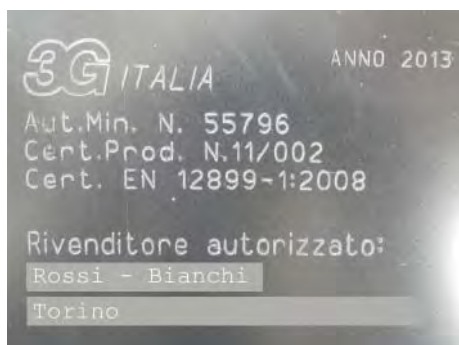 3G ITALIA ANNO 2013
Aut.Min. N. 55796
Cert.Prod. N.11/002
Cert. EN 12899-1:2008
Rivenditore autorizzato:
Rossi - Bianchi
Torino